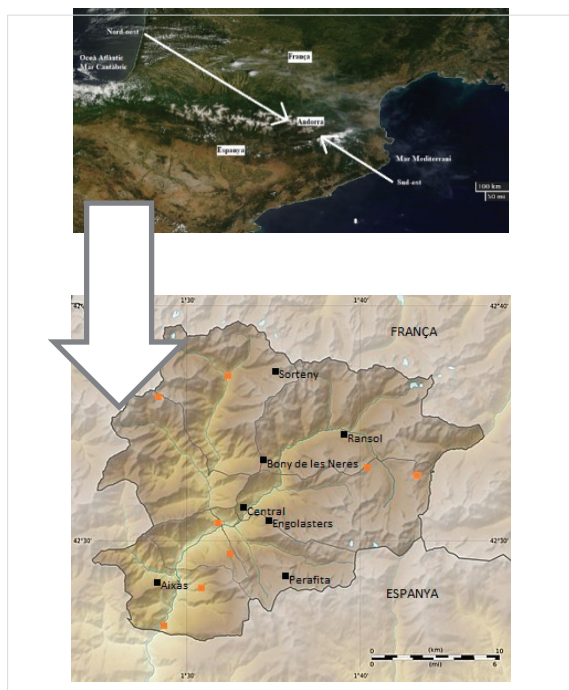 Nord-oest
Oceà Atlàntic
Mar Cantàbric
França
Andorra
Espanya
Mar Mediterrani
Sud-est
100 km
50 mi
1°30'
1°40'
42°40'
42°40'
FRANÇA
Sorteny
Ransol
Bony de les Neres
Central
Engolasters
42°30'
42°30'
Aixàs
Perafita
ESPANYA
0 (km) 10
0 (mi) 6
1°30'
1°40'